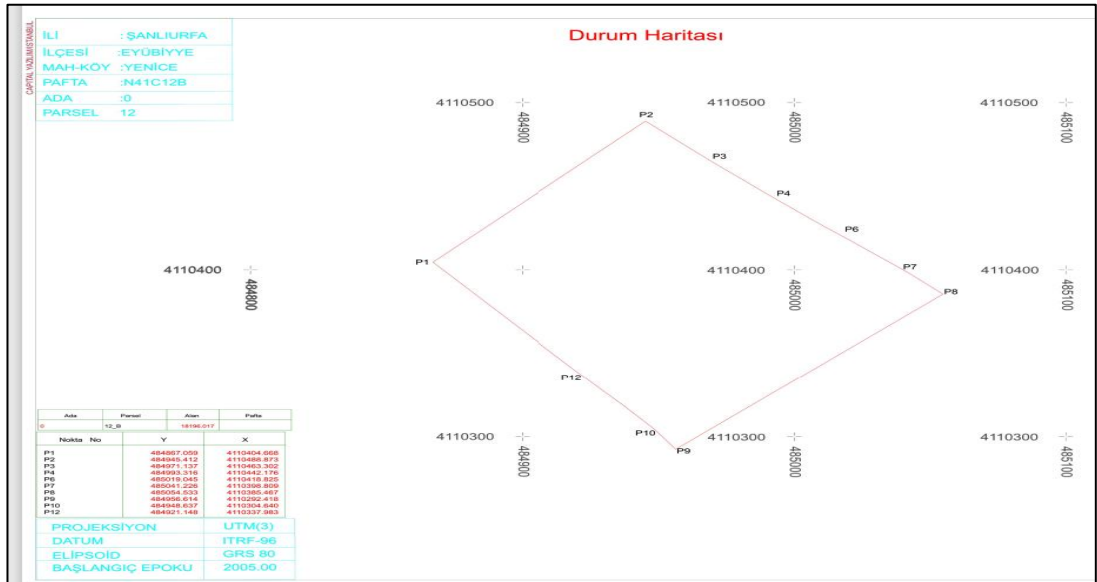 CAPITAL YAZILIM/İSTANBUL
İLİ : ŞANLIURFA
İLÇESİ :EYÜBİYYE
MAH-KÖY :YENİCE
PAFTA :N41C12B
ADA :0
PARSEL 12
Durum Haritası
4110500 4110500 4110500
484900 485000 485100
P2
P3
P4
P6
P1
P7
4110400 4110400 4110400
484800 485000 485100
P8
P12
P10
P9
4110300 4110300 4110300
484900 485000 485100
Ada Parsel Alan Pafta
0 12_B 18196.017
Nokta No Y X
P1 484867.059 4110404.668
P2 484945.412 4110488.873
P3 484971.137 4110463.302
P4 484993.316 4110442.176
P6 485019.045 4110418.825
P7 485041.226 4110398.809
P8 485054.533 4110385.467
P9 484956.614 4110292.418
P10 484948.637 4110304.640
P12 484921.148 4110337.983
PROJEKSİYON UTM(3)
DATUM ITRF-96
ELİPSOİD GRS 80
BAŞLANGIÇ EPOKU 2005.00